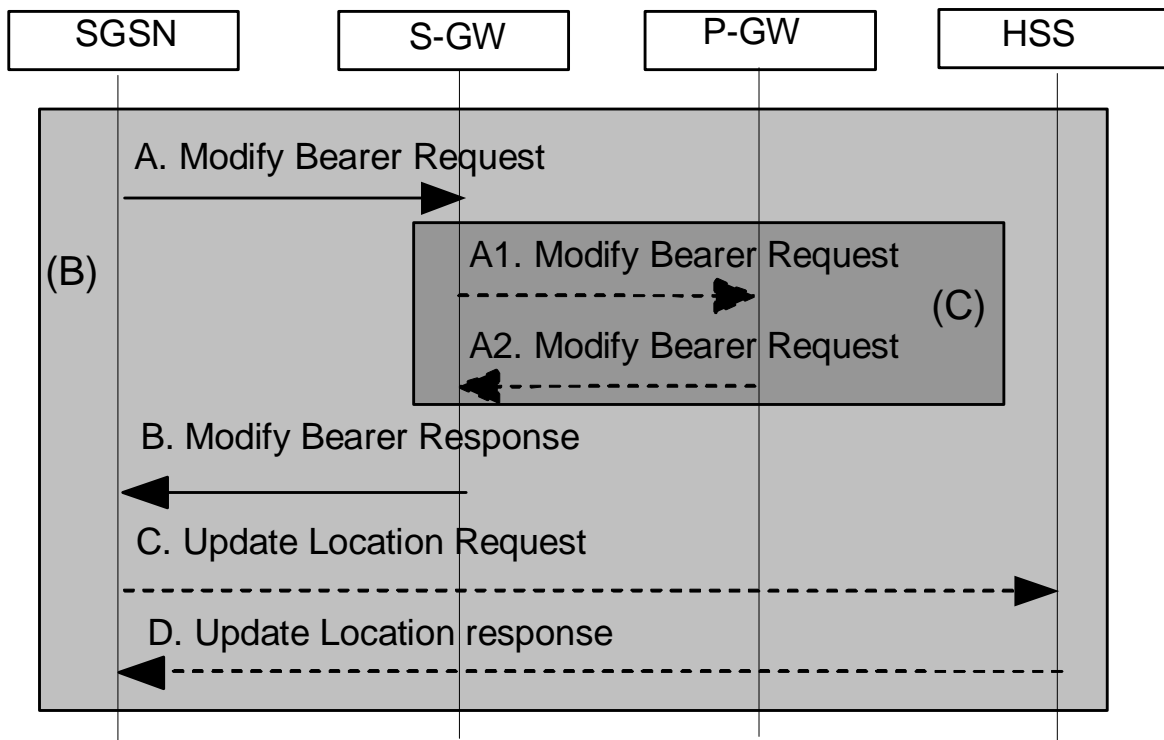 SGSN
S-GW
P-GW
HSS
A. Modify Bearer Request
(B)
A1. Modify Bearer Request
(C)
A2. Modify Bearer Request
B. Modify Bearer Response
C. Update Location Request
D. Update Location response